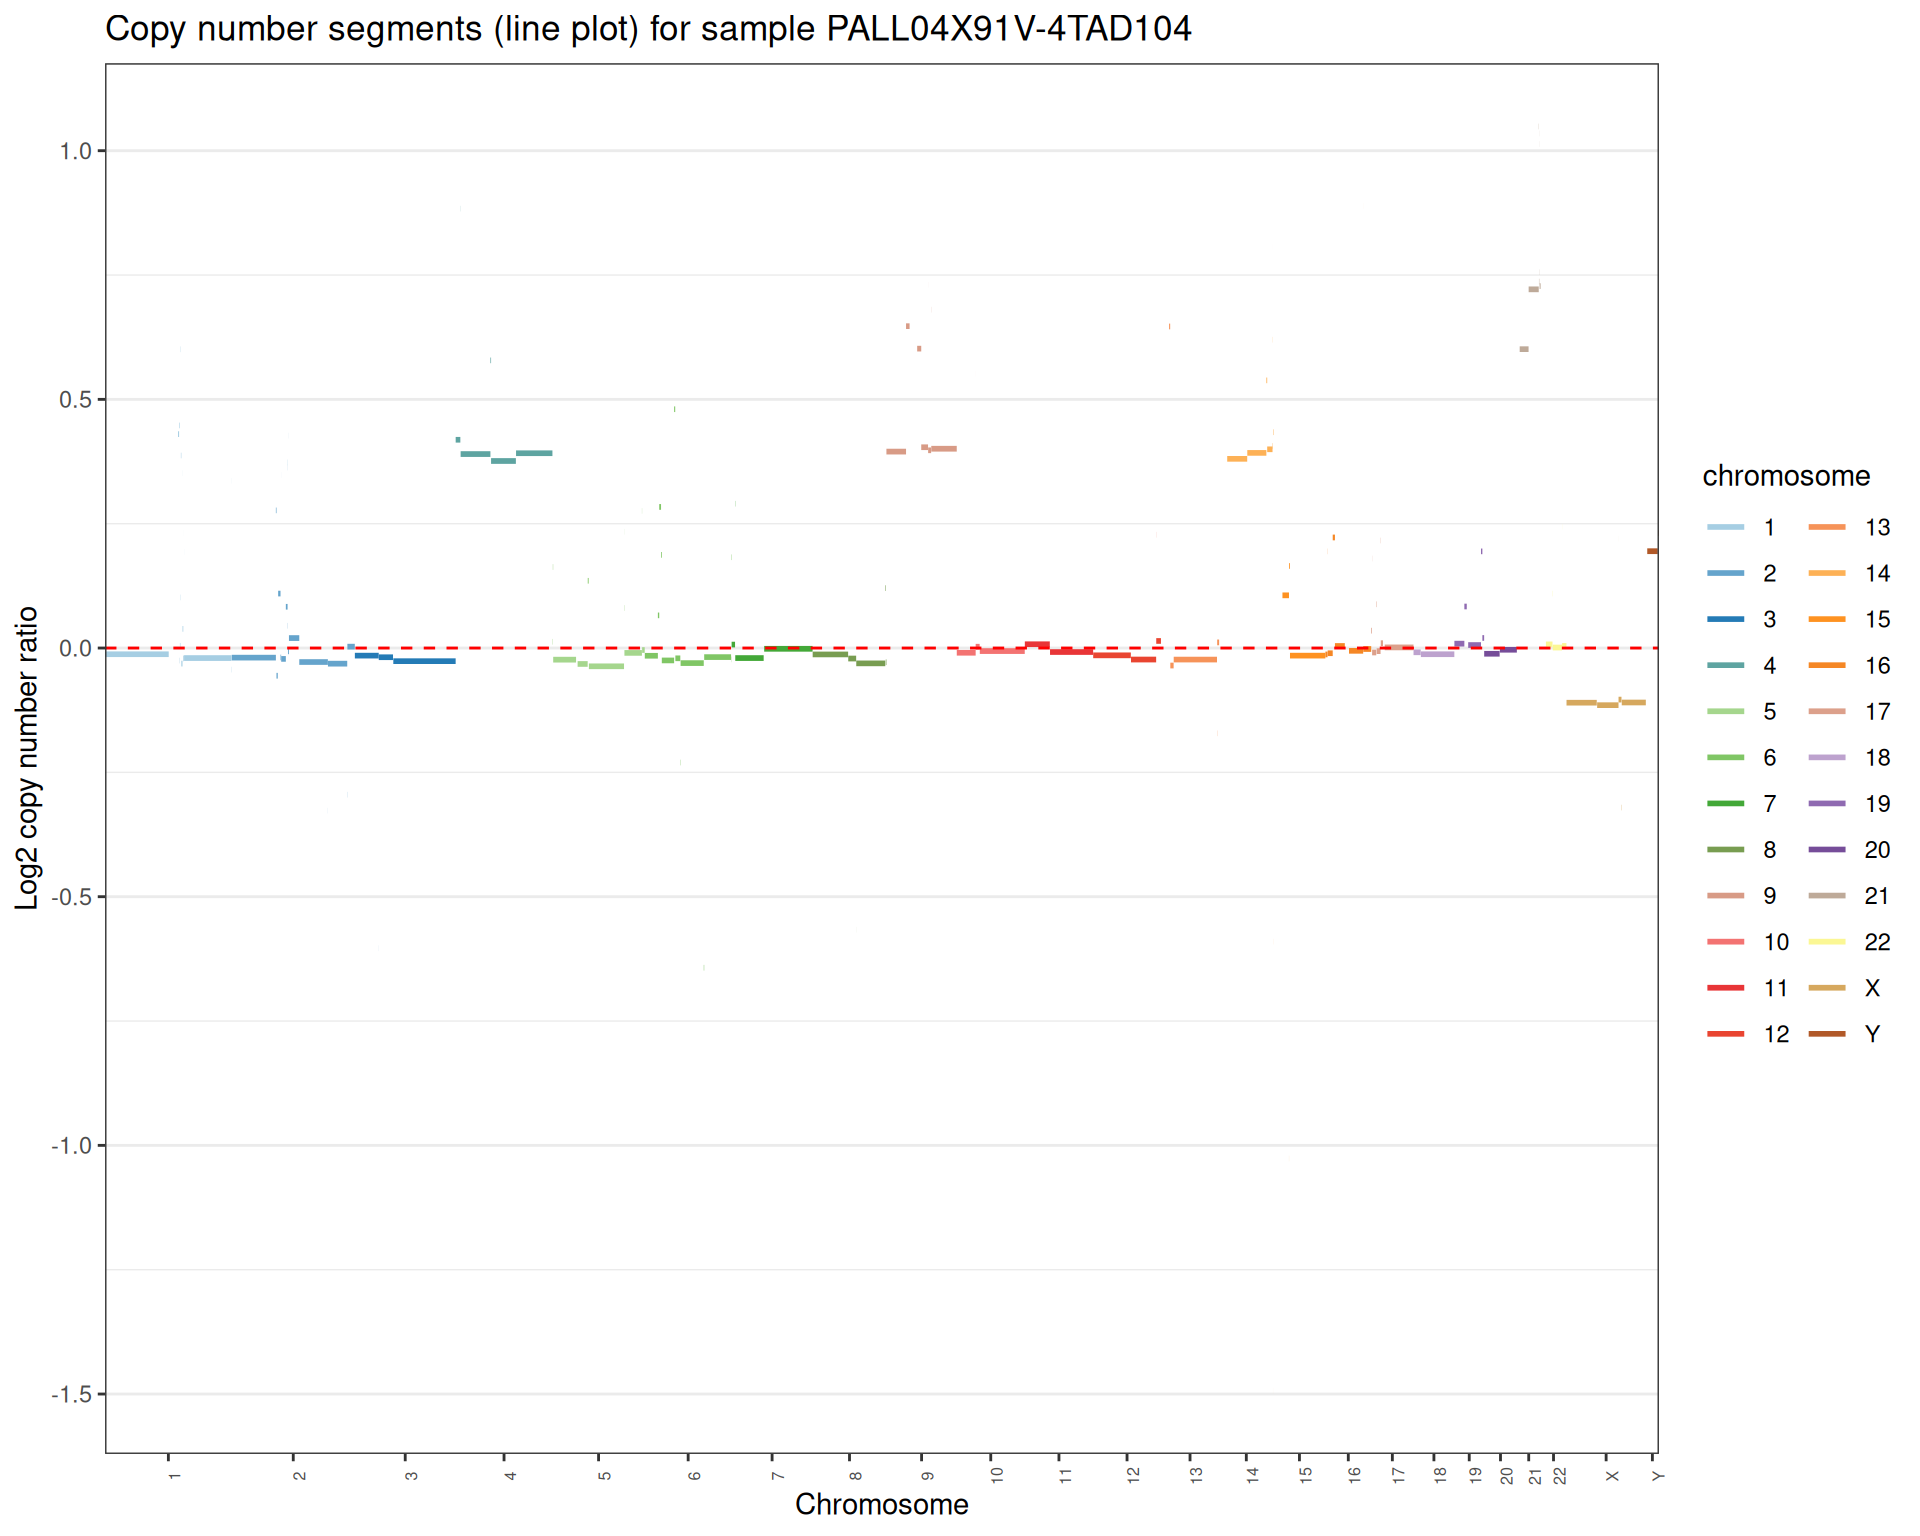 Copy number segments (line plot) for sample PALL04X91V-4TAD104
Log2 copy number ratio
1.0
0.5
0.0
-0.5
-1.0
-1.5
1 2 3 4 5 6 7 8 9 10 11 12 13 14 15 16 17 18 19 20 21 22 X Y
Chromosome
chromosome
1 13
2 14
3 15
4 16
5 17
6 18
7 19
8 20
9 21
10 22
11 X
12 Y